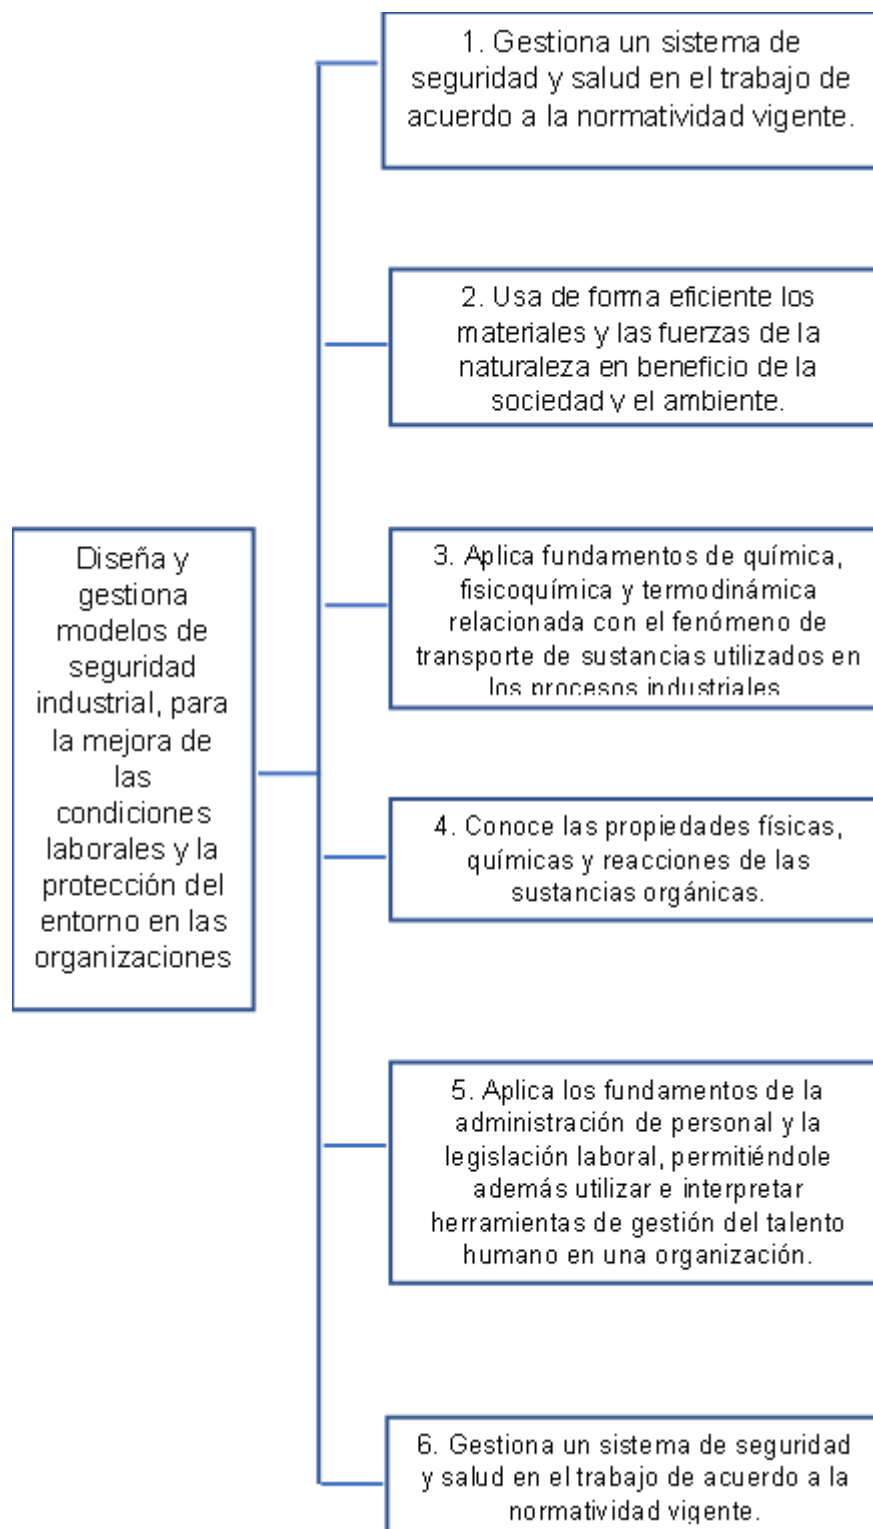 1. Gestiona un sistema de
seguridad y salud en el trabajo de
acuerdo a la normatividad vigente.
2. Usa de forma eficiente los
materiales y las fuerzas de la
naturaleza en beneficio de la
sociedad y el ambiente.
Diseña y
gestiona
modelos de
seguridad
industrial, para
la mejora de
las
condiciones
laborales y la
protección del
entorno en las
organizaciones
3. Aplica fundamentos de química,
fisicoquímica y termodinámica
relacionada con el fenómeno de
transporte de sustancias utilizados en
los procesos industriales
4. Conoce las propiedades físicas,
químicas y reacciones de las
sustancias orgánicas.
5. Aplica los fundamentos de la
administración de personal y la
legislación laboral, permitiéndole
además utilizar e interpretar
herramientas de gestión del talento
humano en una organización.
6. Gestiona un sistema de seguridad
y salud en el trabajo de acuerdo a la
normatividad vigente.